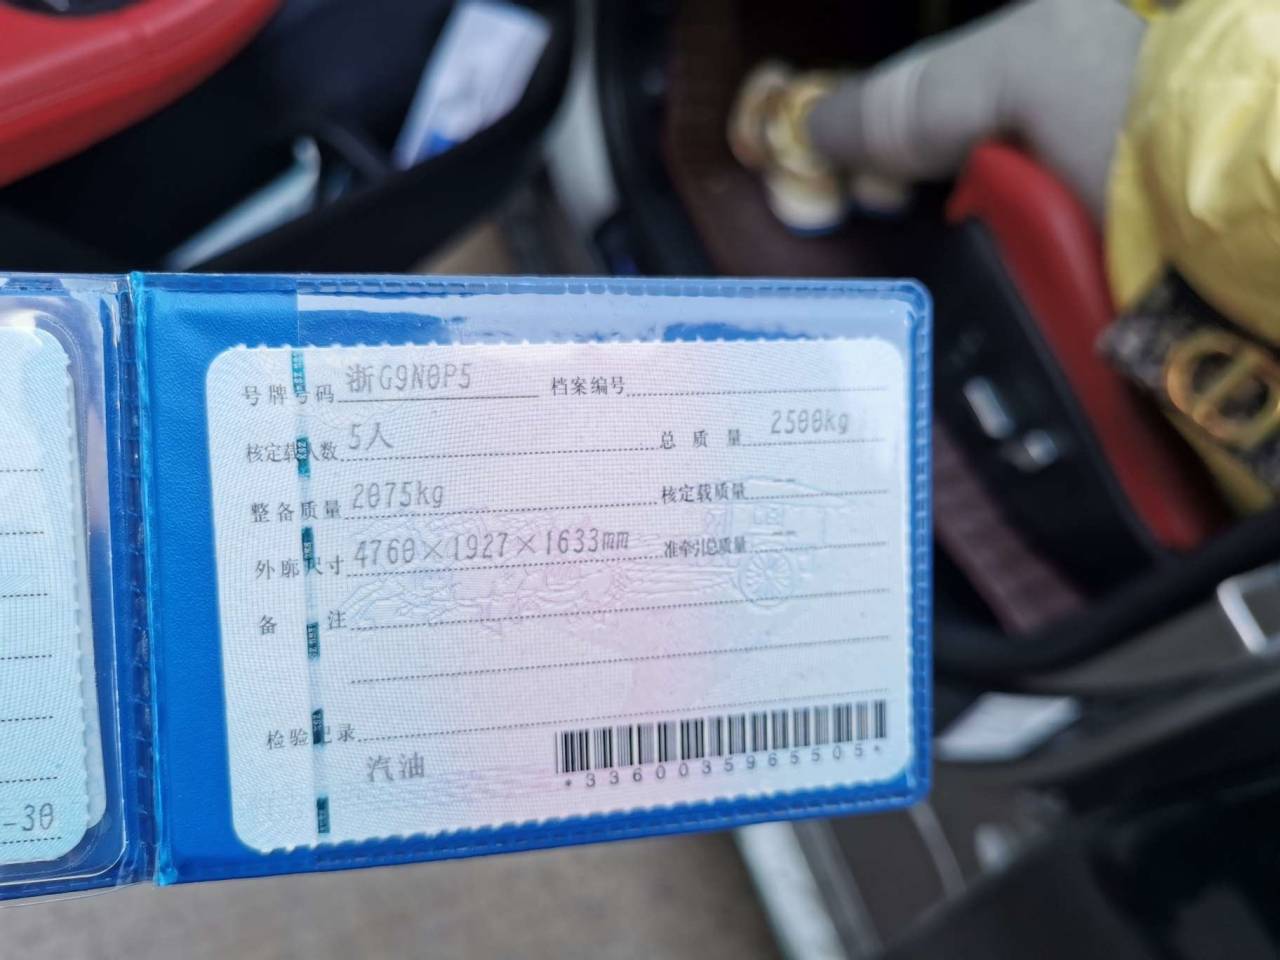 号牌号码 浙G9N0P5 档案编号
核定载人数 5人 总质量 2500kg
整备质量 2075kg 核定载质量 --
外廓尺寸 4760×1927×1633mm 准牵引总质量 --
备注
检验记录
汽油
*3360035965505*
-30